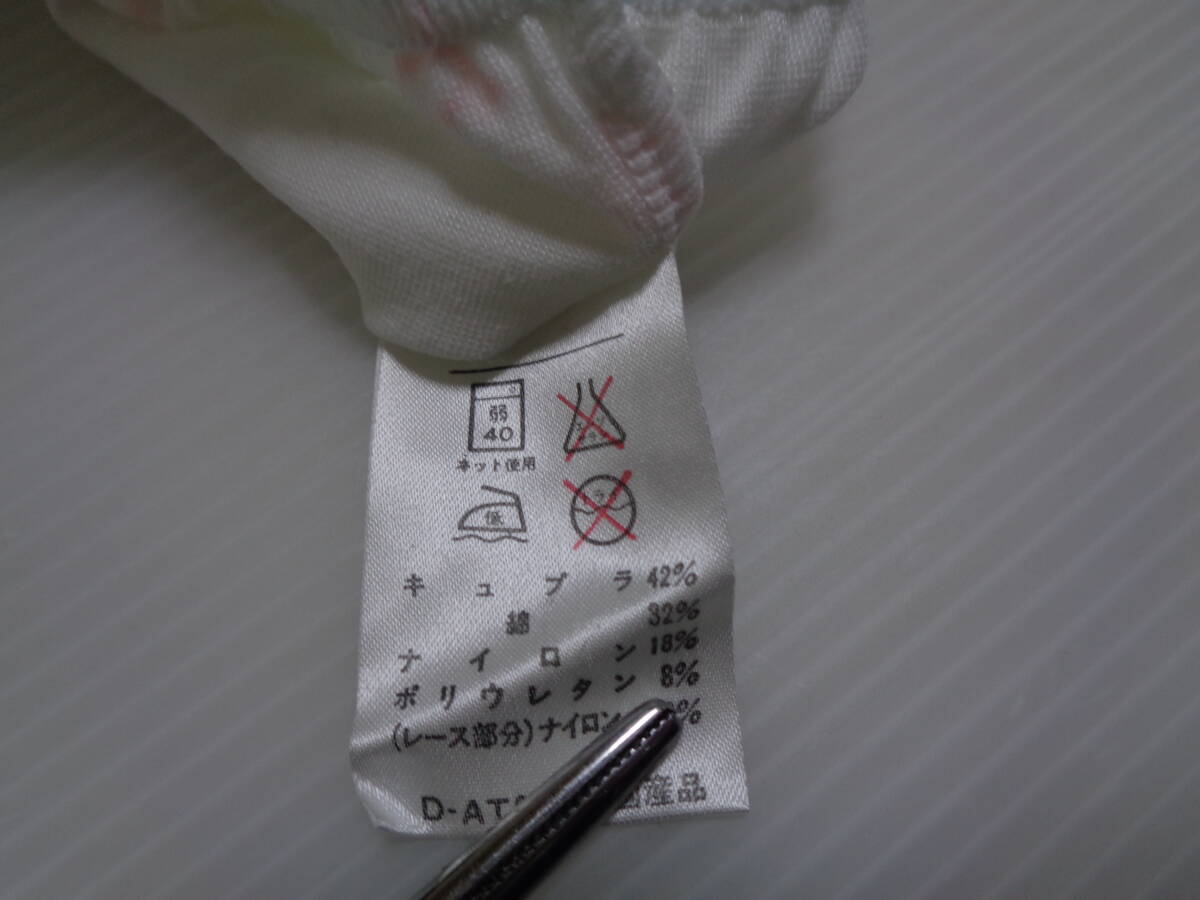 弱
40
ネット使用
低
キュプラ 42%
綿 32%
ナイロン 18%
ポリウレタン 8%
(レース部分)ナイロン %
D-AT 産品